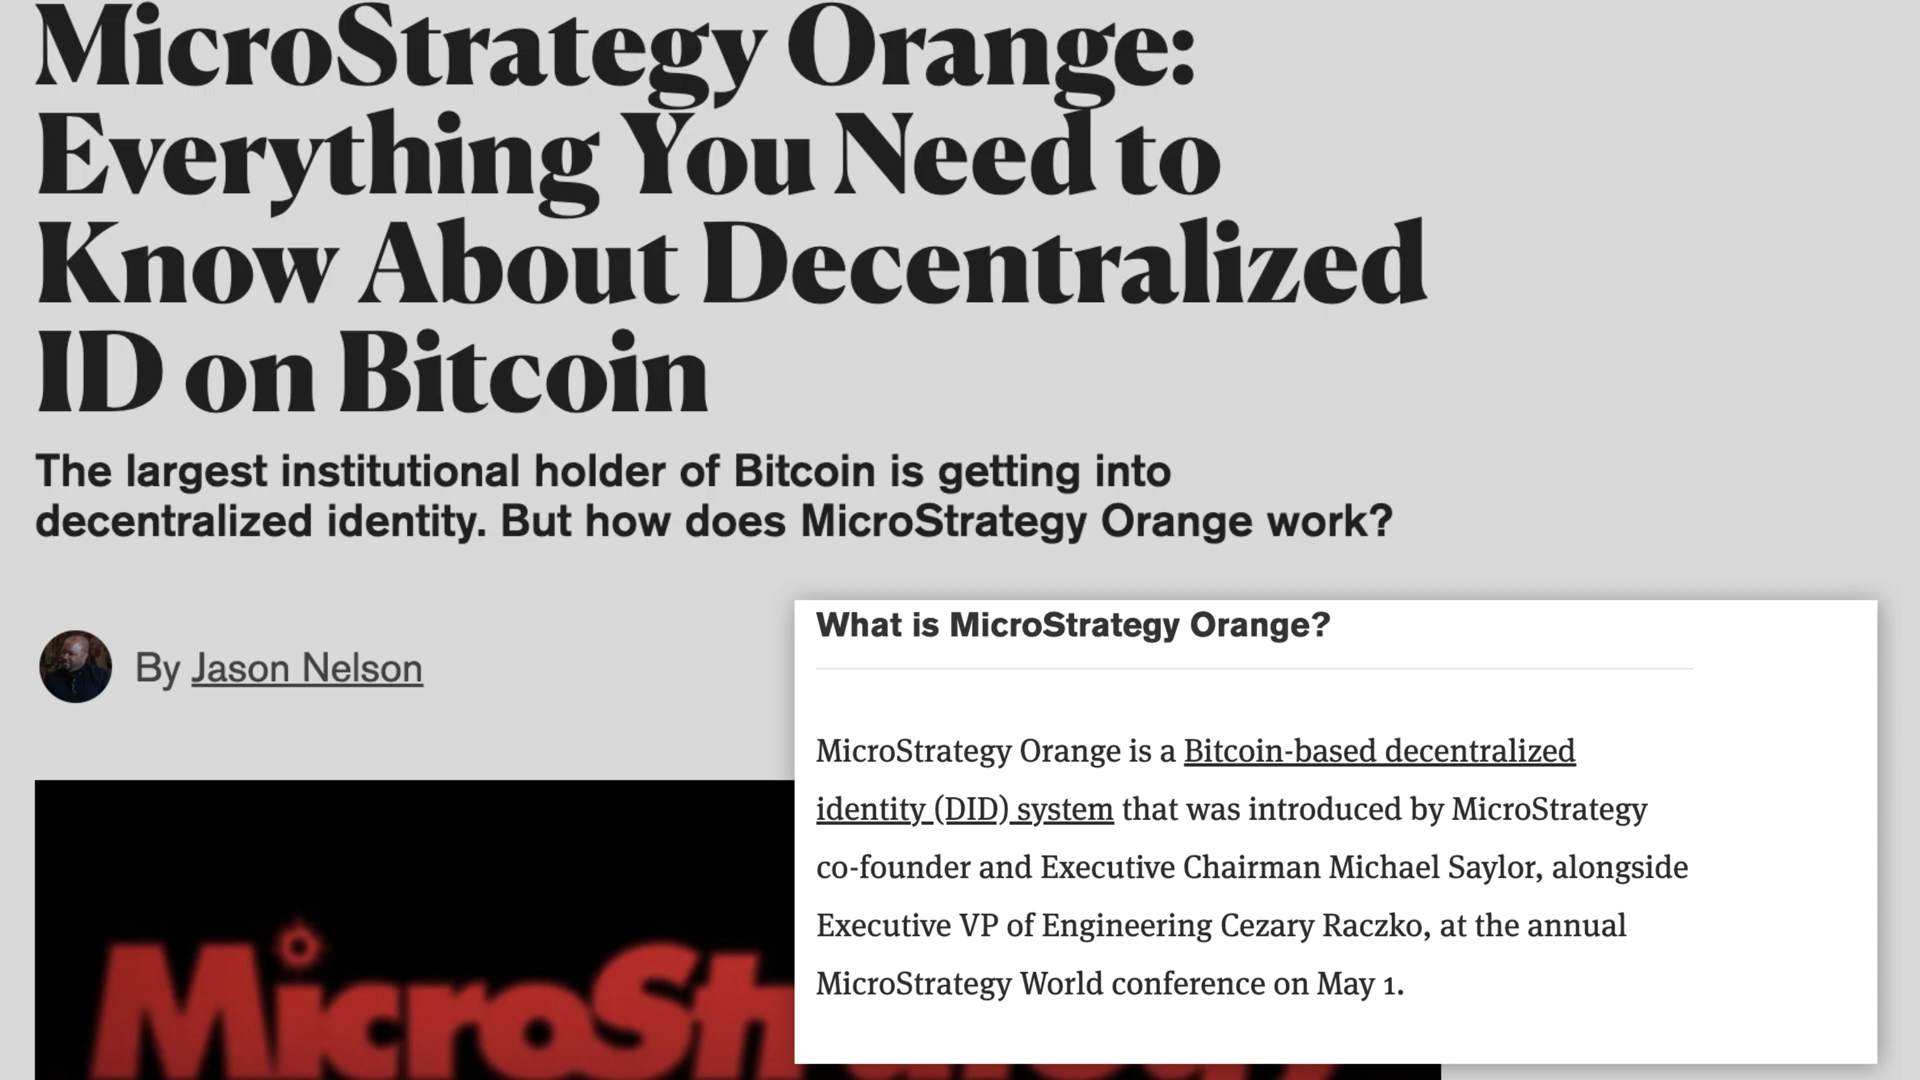 MicroStrategy Orange:
Everything You Need to
Know About Decentralized
ID on Bitcoin
The largest institutional holder of Bitcoin is getting into
decentralized identity. But how does MicroStrategy Orange work?
By Jason Nelson
What is MicroStrategy Orange?
MicroStrategy Orange is a Bitcoin-based decentralized
identity (DID) system that was introduced by MicroStrategy
co-founder and Executive Chairman Michael Saylor, alongside
Executive VP of Engineering Cezary Raczko, at the annual
MicroStrategy World conference on May 1.